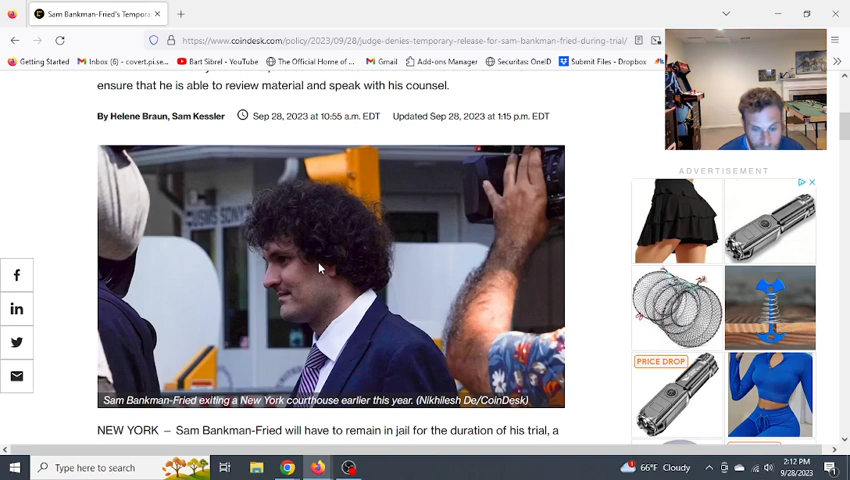 Sam Bankman-Fried's Tempora
https://www.coindesk.com/policy/2023/09/28/judge-denies-temporary-release-for-sam-bankman-fried-during-trial/
Getting Started
Inbox (6) - covert.pi.se
Bart Sibrel - YouTube
The Official Home of ...
Gmail
Add-ons Manager
Securitas: OneID
Submit Files - Dropbox
ensure that he is able to review material and speak with his counsel.
By Helene Braun, Sam Kessler
Sep 28, 2023 at 10:55 a.m. EDT
Updated Sep 28, 2023 at 1:15 p.m. EDT
ADVERTISEMENT
PRICE DROP
Sam Bankman-Fried exiting a New York courthouse earlier this year. (Nikhilesh De/CoinDesk)
NEW YORK — Sam Bankman-Fried will have to remain in jail for the duration of his trial, a
Type here to search
66°F Cloudy
2:12 PM
9/28/2023